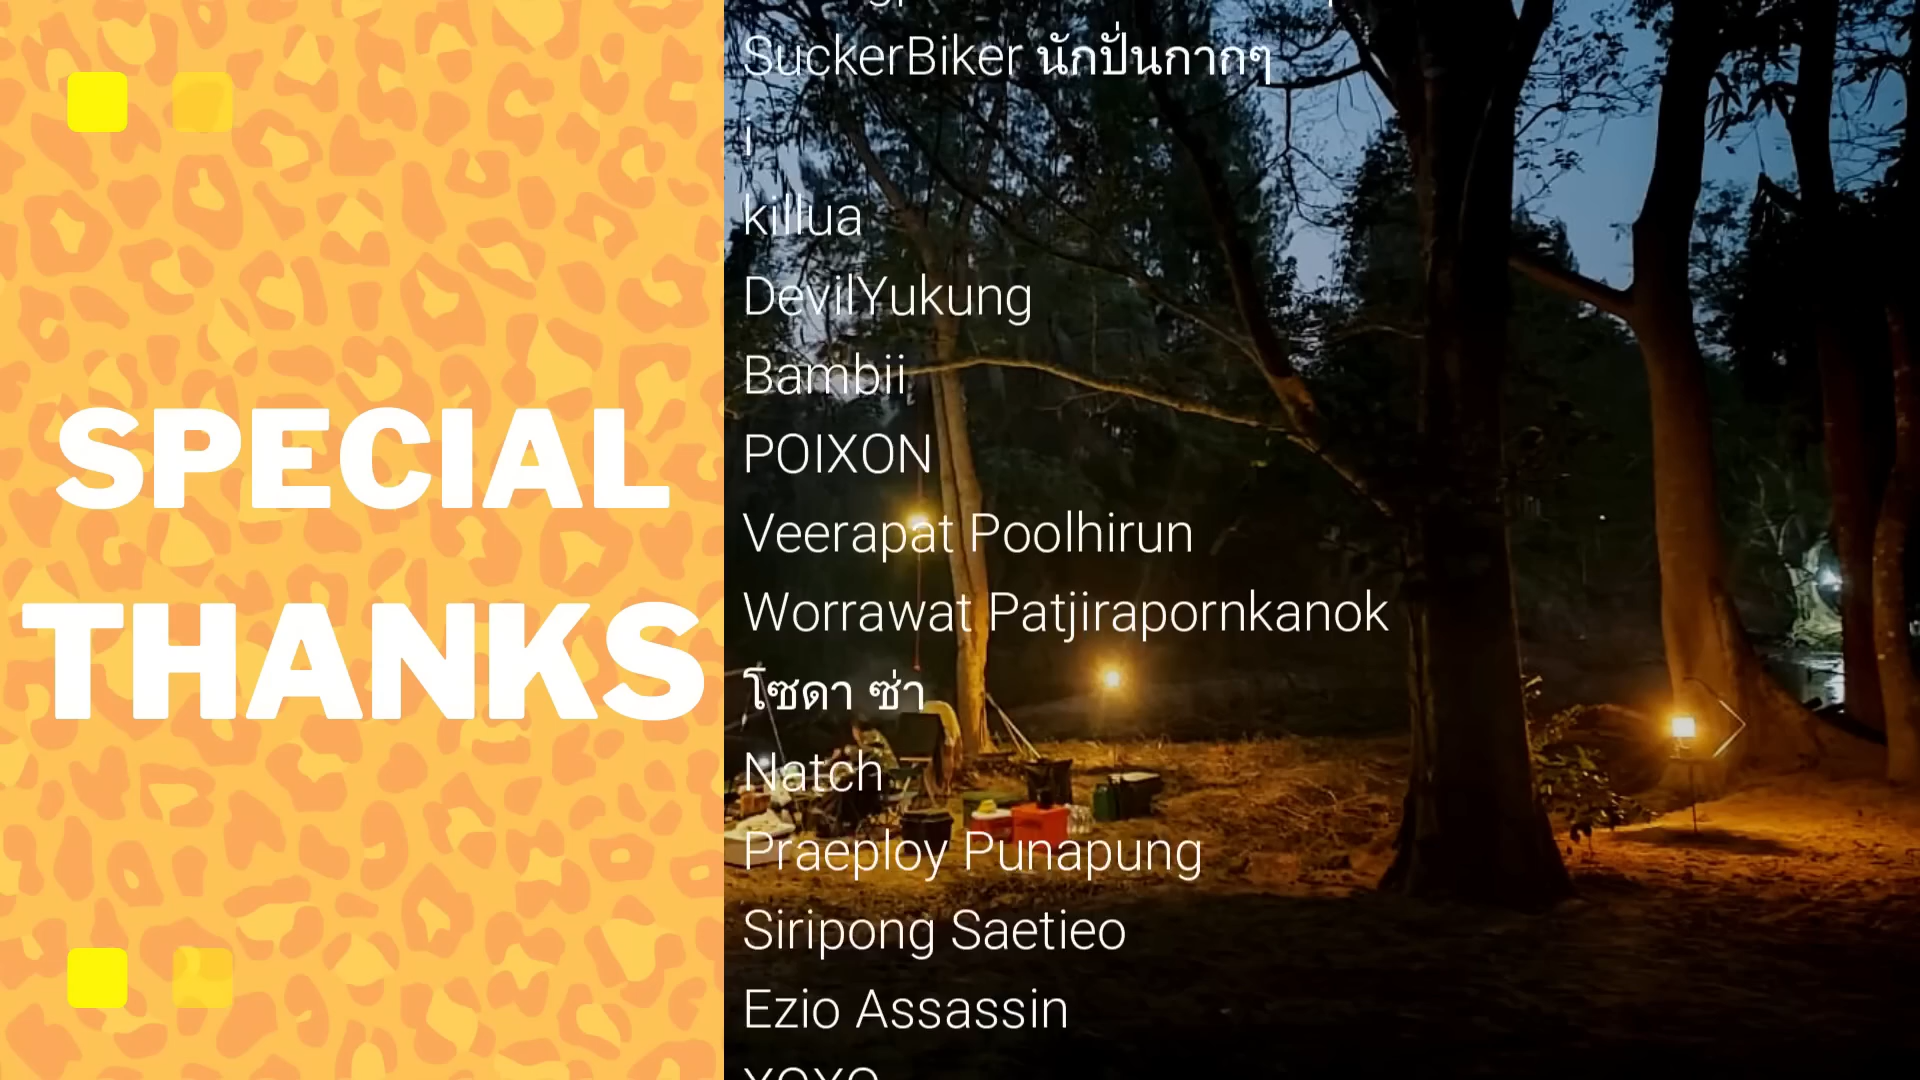 SPECIAL
THANKS
SuckerBiker นักปั่นกากๆ
killua
DevilYukung
Bambii
POIXON
Veerapat Poolhirun
Worrawat Patjirapornkanok
โซดา ซ่า
Natch
Praeploy Punapung
Siripong Saetieo
Ezio Assassin